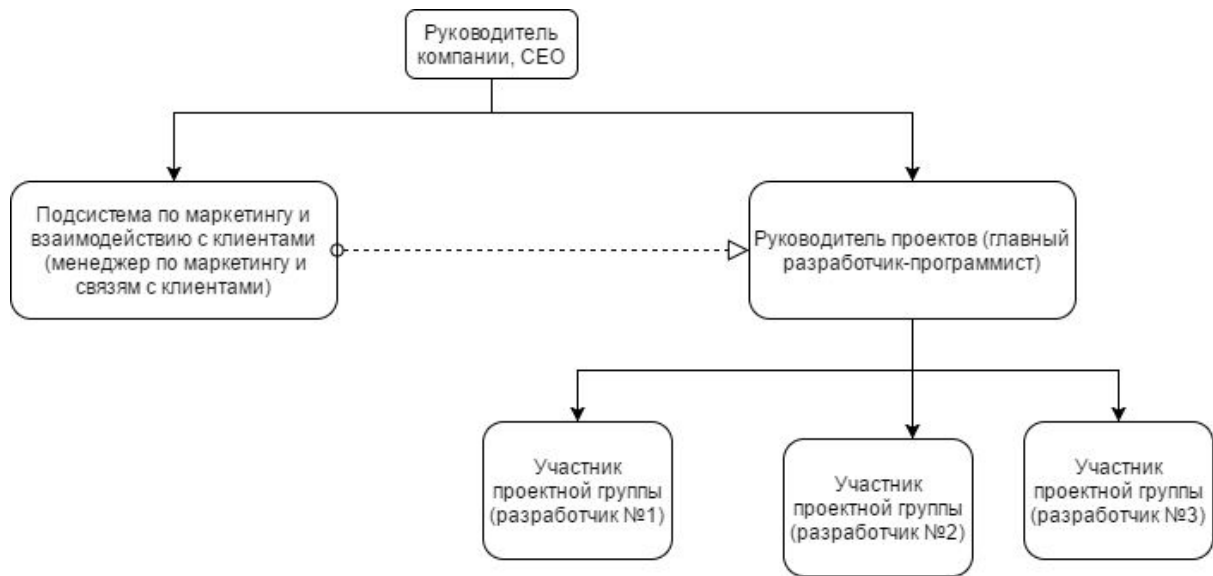 Руководитель
компании, CEO
Подсистема по маркетингу и
взаимодействию с клиентами
(менеджер по маркетингу и
связям с клиентами)
Руководитель проектов (главный
разработчик-программист)
Участник
проектной группы
(разработчик №1)
Участник
проектной группы
(разработчик №2)
Участник
проектной группы
(разработчик №3)